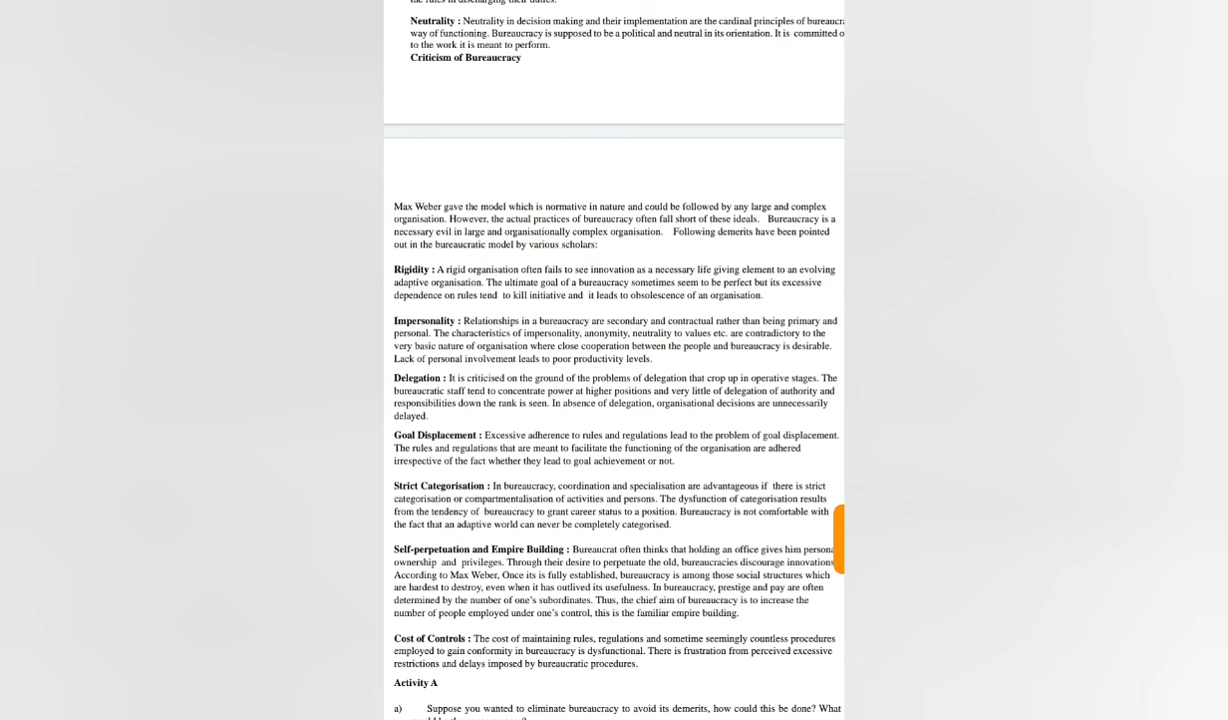 Neutrality : Neutrality in decision making and their implementation are the cardinal principles of
way of functioning. Bureaucracy is supposed to be a political and neutral in its orientation. It is committed
to the work it is meant to perform.
Criticism of Bureaucracy
Max Weber gave the model which is normative in nature and could be followed by any large and complex
organisation. However, the actual practices of bureaucracy often fall short of these ideals. Bureaucracy is a
necessary evil in large and organisationally complex organisation. Following demerits have been pointed
out in the bureaucratic model by various scholars:
Rigidity : A rigid organisation often fails to see innovation as a necessary life giving element to an evolving
adaptive organisation. The ultimate goal of a bureaucracy sometimes seem to be perfect but its excessive
dependence on rules tend to kill initiative and it leads to obsolescence of an organisation.
Impersonality : Relationships in a bureaucracy are secondary and contractual rather than being primary and
personal. The characteristics of impersonality, anonymity, neutrality to values etc. are contradictory to the
very basic nature of organisation where close cooperation between the people and bureaucracy is desirable.
Lack of personal involvement leads to poor productivity levels.
Delegation : It is criticised on the ground of the problems of delegation that crop up in operative stages. The
bureaucratic staff tend to concentrate power at higher positions and very little of delegation of authority and
responsibilities down the rank is seen. In absence of delegation, organisational decisions are unnecessarily
delayed.
Goal Displacement : Excessive adherence to rules and regulations lead to the problem of goal displacement.
The rules and regulations that are meant to facilitate the functioning of the organisation are adhered
irrespective of the fact whether they lead to goal achievement or not.
Strict Categorisation : In bureaucracy, coordination and specialisation are advantageous if there is strict
categorisation or compartmentalisation of activities and persons. The dysfunction of categorisation results
from the tendency of bureaucracy to grant career status to a position. Bureaucracy is not comfortable with
the fact that an adaptive world can never be completely categorised.
Self-perpetuation and Empire Building : Bureaucrat often thinks that holding an office gives him
ownership and privileges. Through their desire to perpetuate the old, bureaucracies discourage innovations
According to Max Weber, Once its is fully established, bureaucracy is among those social structures which
are hardest to destroy, even when it has outlived its usefulness. In bureaucracy, prestige and pay are often
determined by the number of one's subordinates. Thus, the chief aim of bureaucracy is to increase the
number of people employed under one's control, this is the familiar empire building.
Cost of Controls : The cost of maintaining rules, regulations and sometime seemingly countless procedures
employed to gain conformity in bureaucracy is dysfunctional. There is frustration from perceived excessive
restrictions and delays imposed by bureaucratic procedures.
Activity A
a) Suppose you wanted to eliminate bureaucracy to avoid its demerits, how could this be done? What